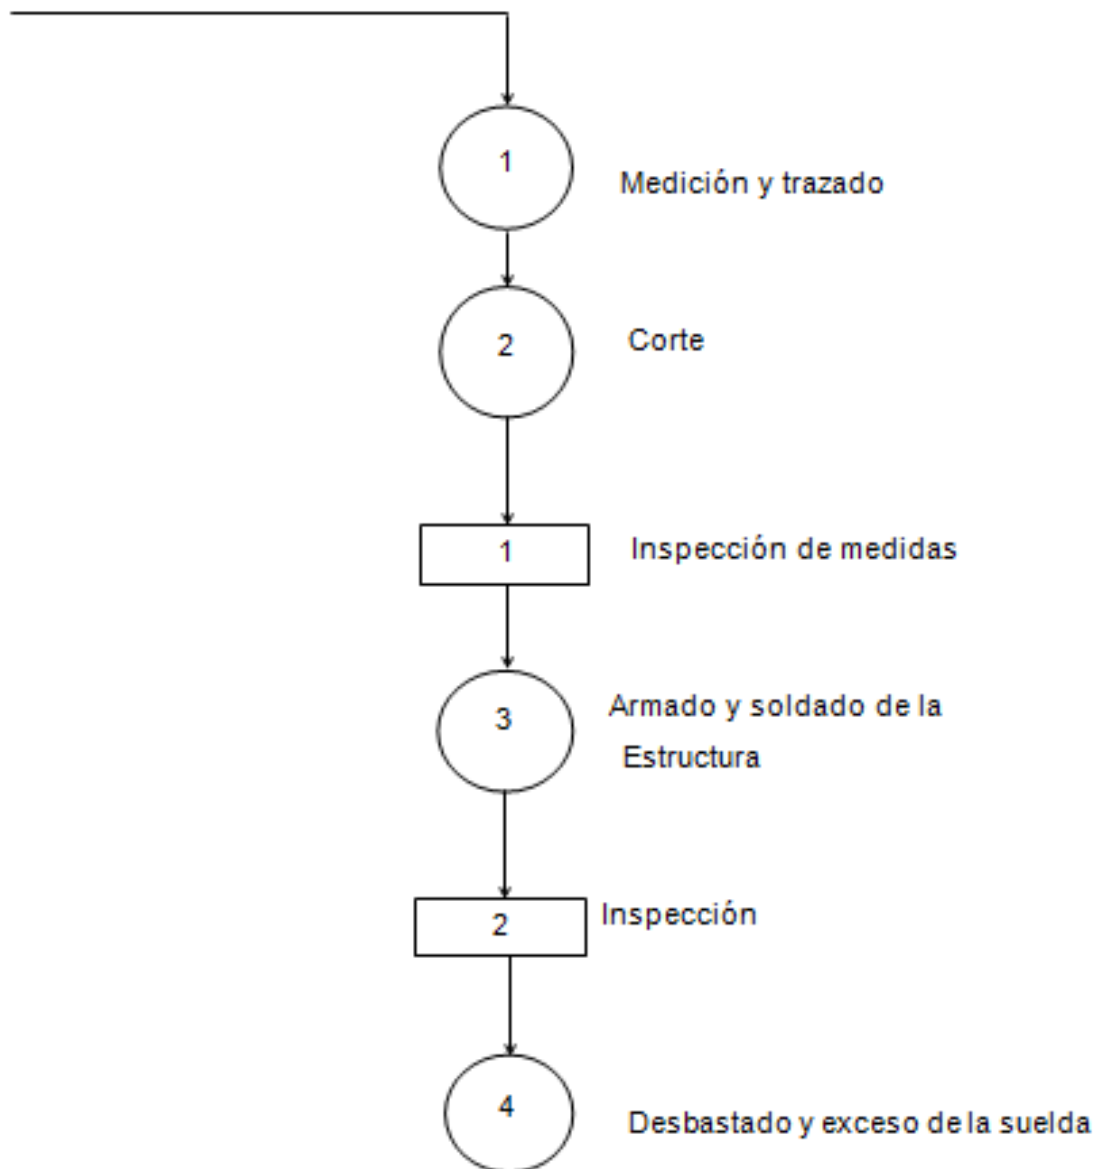 1
Medición y trazado
2
Corte
1
Inspección de medidas
3
Armado y soldado de la
Estructura
2
Inspección
4
Desbastado y exceso de la suelda